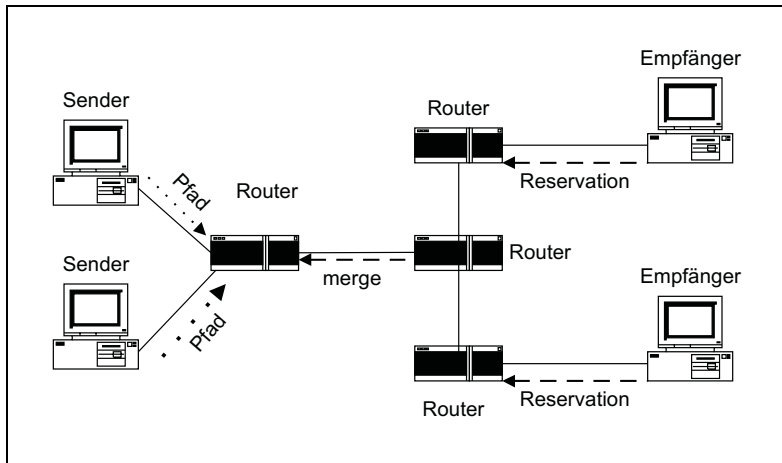 Empfänger
Sender
Router
Pfad
Router
Reservation
Sender
Router
merge
Empfänger
Pfad
Reservation
Router